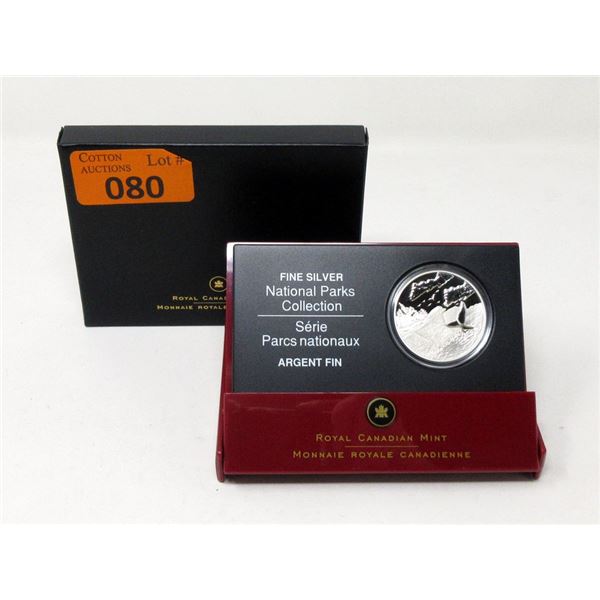 COTTON
AUCTIONS
Lot #
080
ROYAL
MONNAIE ROYALE
FINE SILVER
National Parks
Collection
Série
Parcs nationaux
ARGENT FIN
ROYAL CANADIAN MINT
MONNAIE ROYALE CANADIENNE